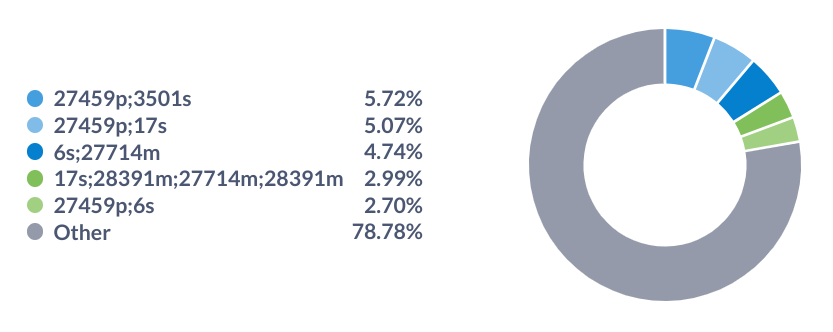 27459p;3501s 5.72%
27459p;17s 5.07%
6s;27714m 4.74%
17s;28391m;27714m;28391m 2.99%
27459p;6s 2.70%
Other 78.78%